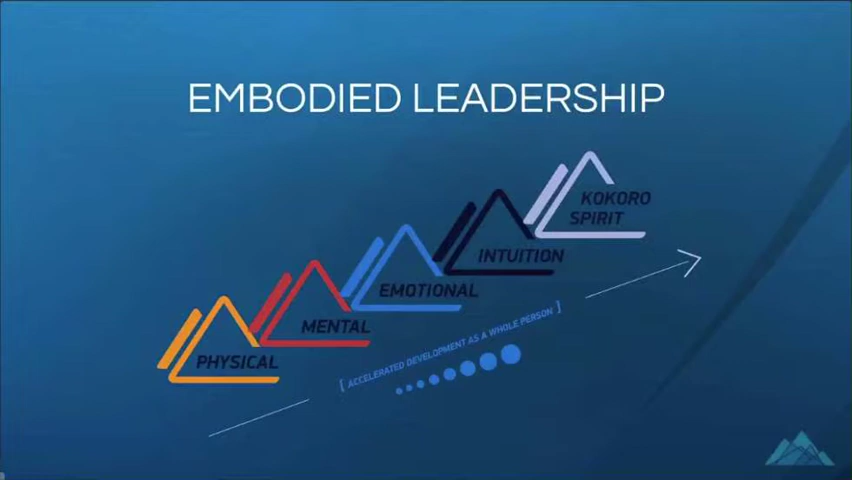 EMBODIED LEADERSHIP
KOKORO
SPIRIT
INTUITION
EMOTIONAL
MENTAL
PHYSICAL
[ ACCELERATED DEVELOPMENT AS A WHOLE PERSON ]